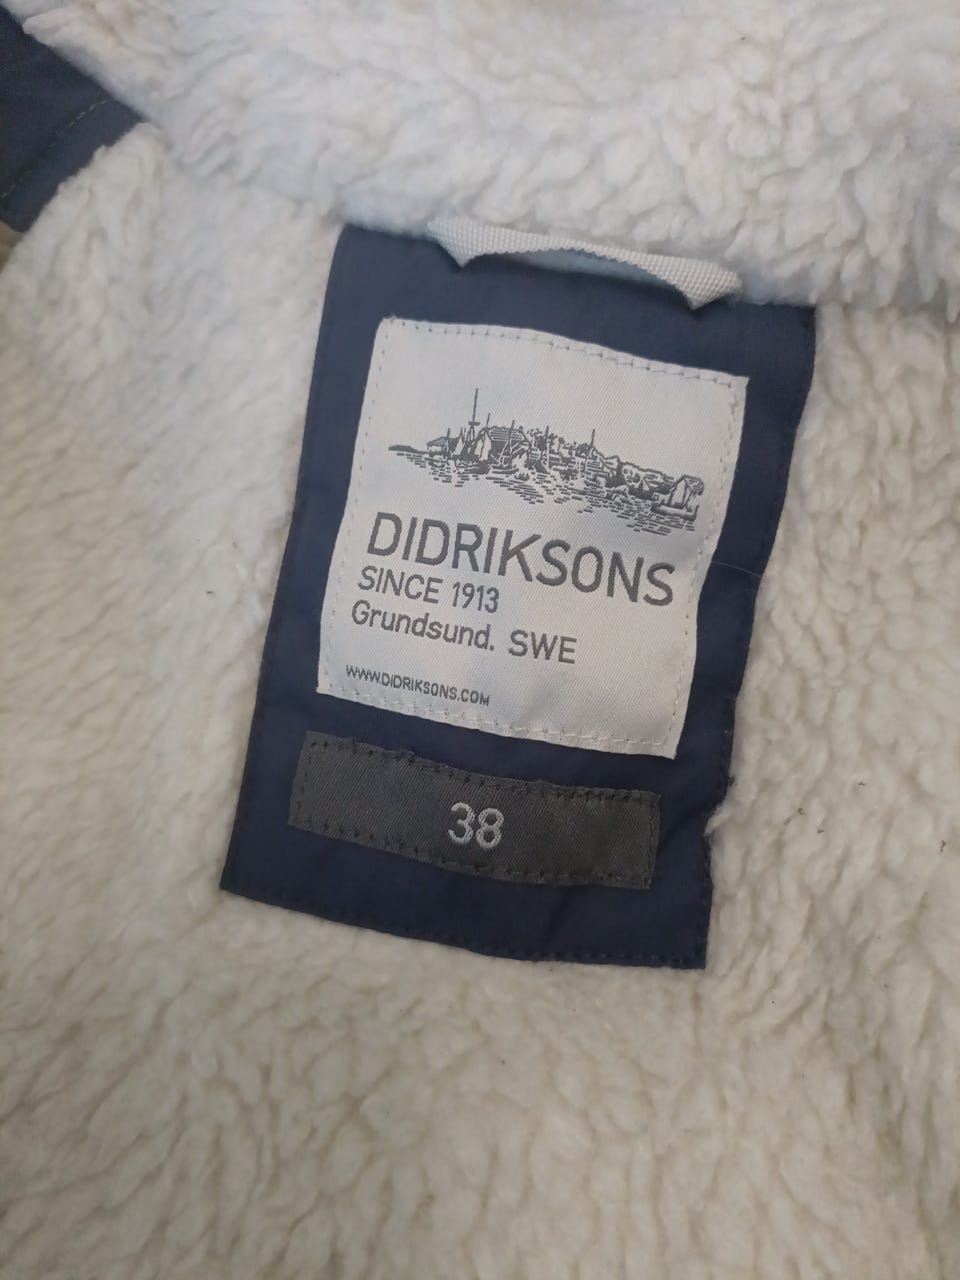 DIDRIKSONS
SINCE 1913
Grundsund. SWE
WWW.DIDRIKSONS.COM
38